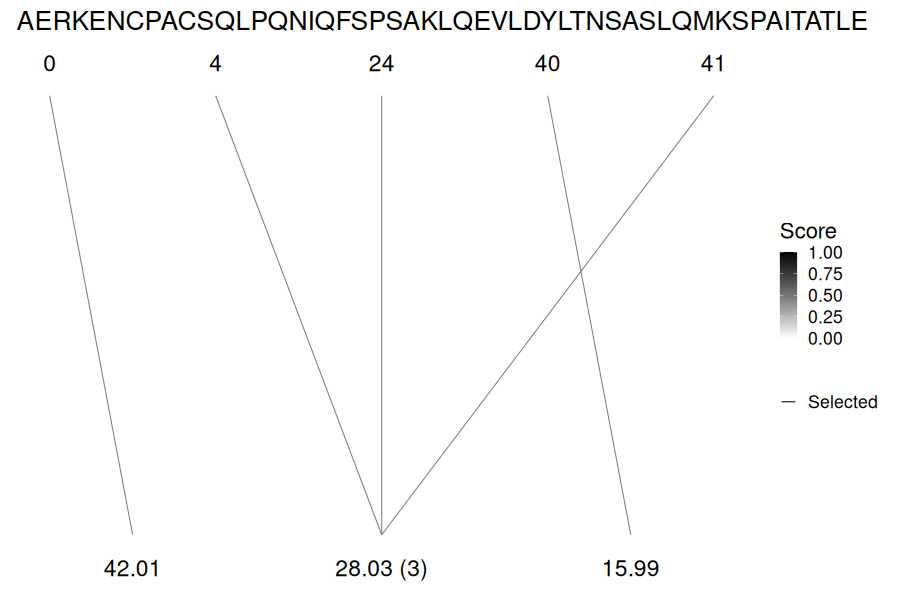 AERKENCPACSQLPQNIQFSPSAKLQEVLDYLTNSASLQMKSPAITATLE
0 4 24 40 41
Score
1.00
0.75
0.50
0.25
0.00
Selected
42.01 28.03 (3) 15.99